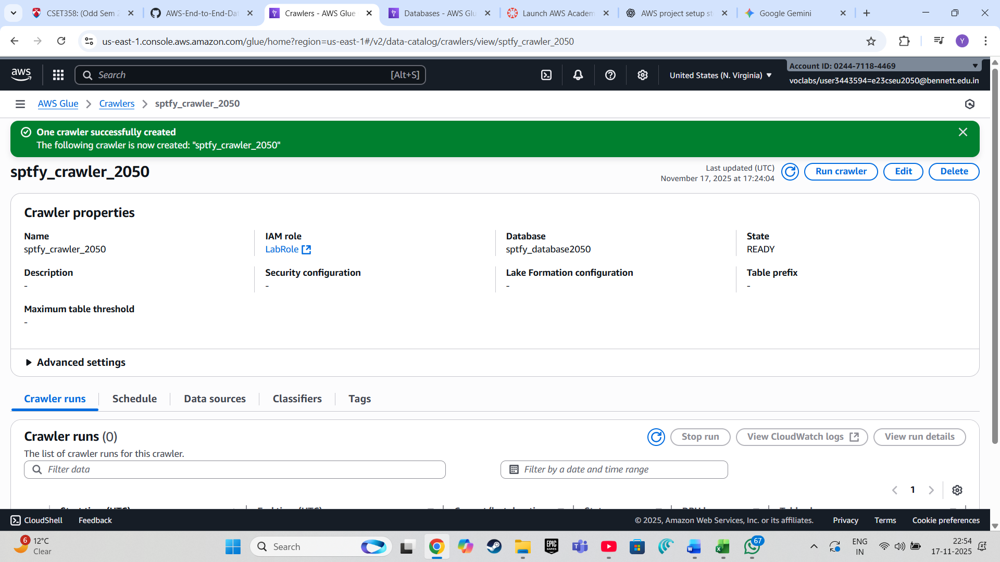 CSET358: (Odd Sem 2
AWS-End-to-End-Dat
Crawlers - AWS Glue
Databases - AWS Glu
Launch AWS Academ
AWS project setup st
Google Gemini
us-east-1.console.aws.amazon.com/glue/home?region=us-east-1#/v2/data-catalog/crawlers/view/sptfy_crawler_2050
Y
aws
Search
[Alt+S]
United States (N. Virginia)
Account ID: 0244-7118-4469
voclabs/user3443594=e23cseu2050@bennett.edu.in
AWS Glue
Crawlers
sptfy_crawler_2050
One crawler successfully created
The following crawler is now created: "sptfy_crawler_2050"
sptfy_crawler_2050
Last updated (UTC)
November 17, 2025 at 17:24:04
Run crawler
Edit
Delete
Crawler properties
Name
sptfy_crawler_2050
IAM role
LabRole
Database
sptfy_database2050
State
READY
Description
-
Security configuration
-
Lake Formation configuration
-
Table prefix
-
Maximum table threshold
-
Advanced settings
Crawler runs
Schedule
Data sources
Classifiers
Tags
Crawler runs (0)
The list of crawler runs for this crawler.
Stop run
View CloudWatch logs
View run details
Filter data
Filter by a date and time range
1
CloudShell
Feedback
© 2025, Amazon Web Services, Inc. or its affiliates.
Privacy
Terms
Cookie preferences
6
12°C
Clear
Search
EPIC
GAMES
67
ENG
IN
22:54
17-11-2025